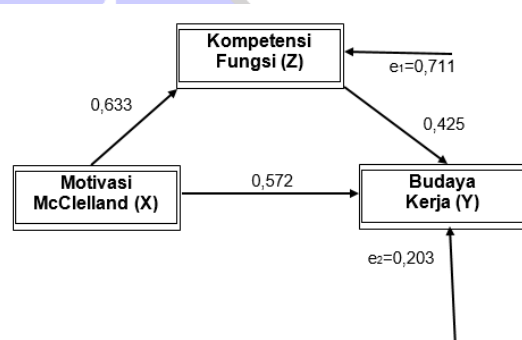 Kompetensi
Fungsi (Z)
e1=0,711
0,633
0,425
Motivasi
McClelland (X)
0,572
Budaya
Kerja (Y)
e2=0,203